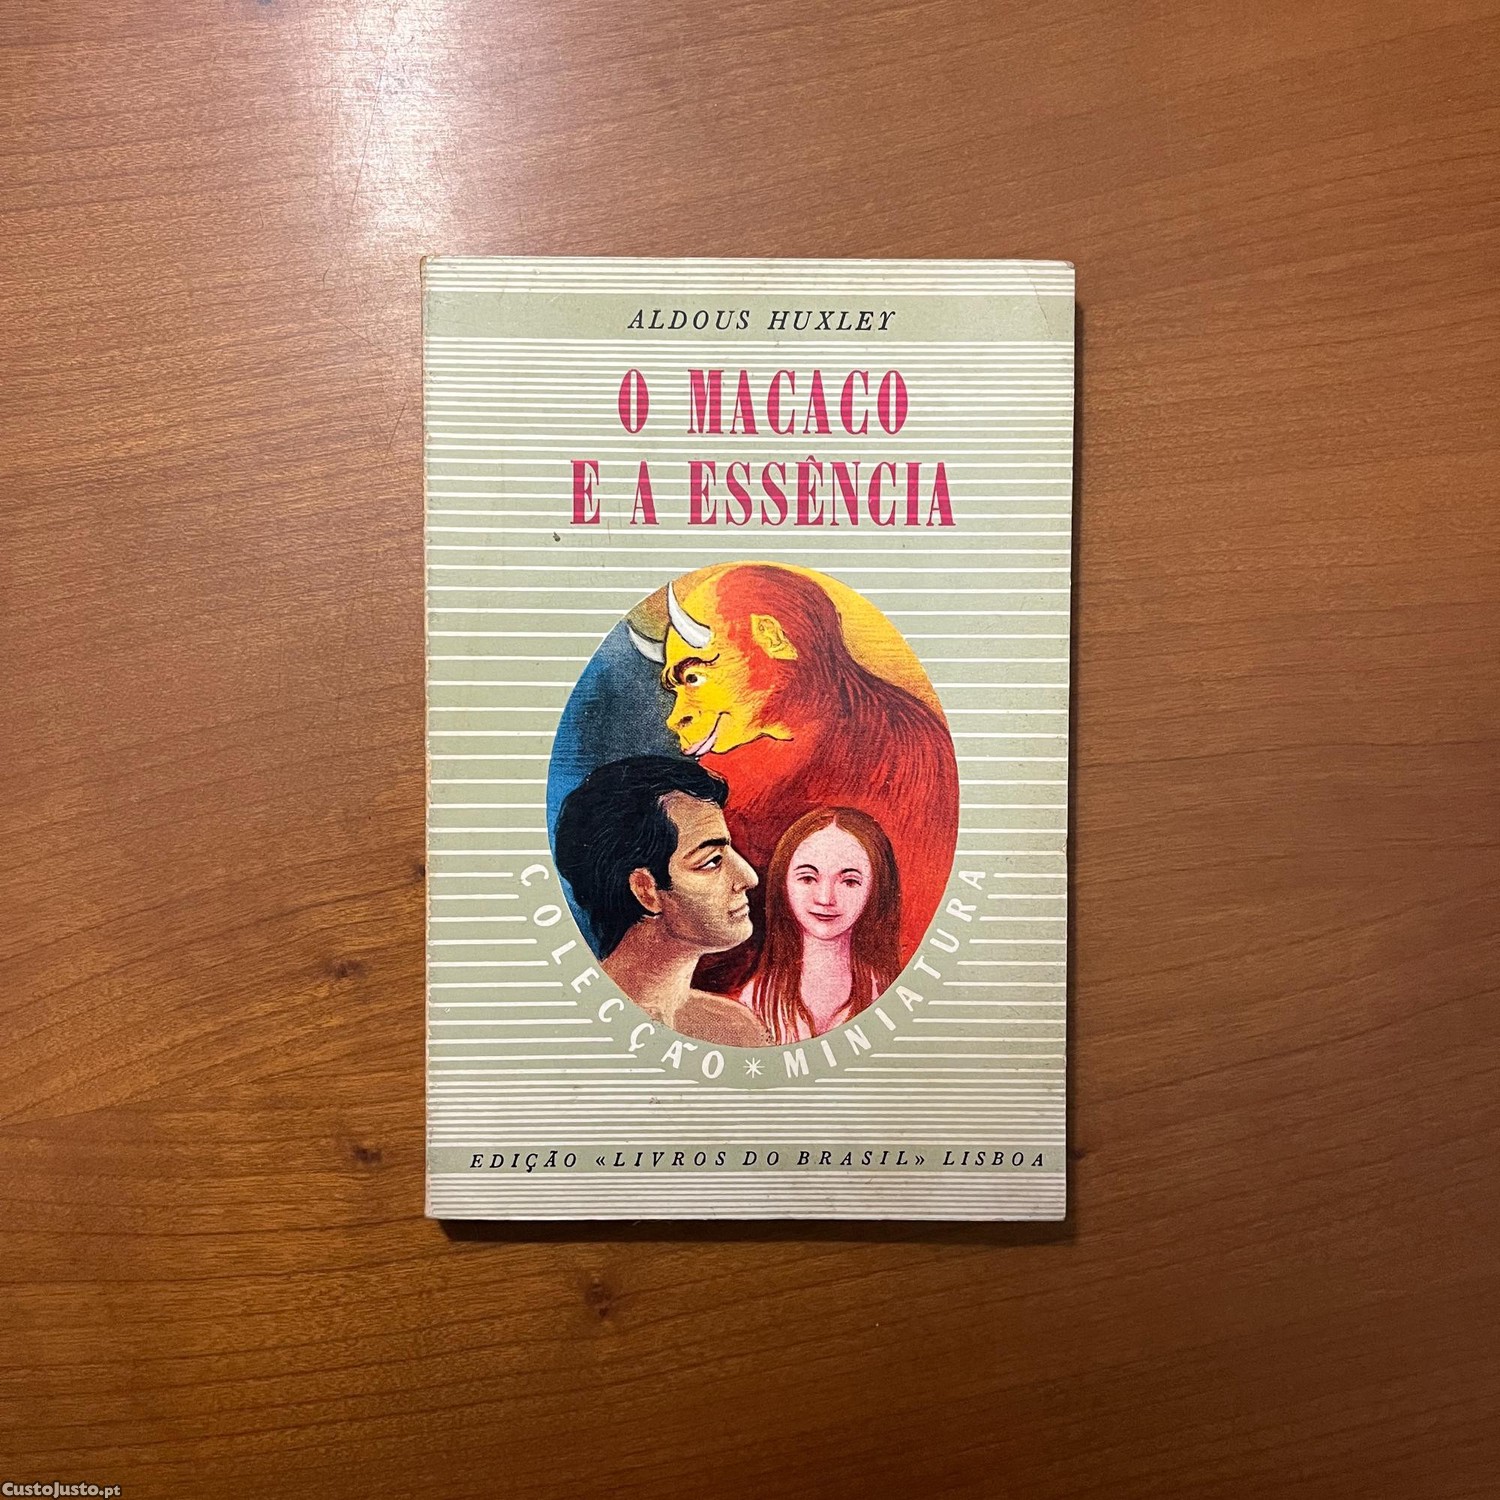 ALDOUS HUXLEY
O MACACO
E A ESSÊNCIA
COLECÇÃO * MINIATURA
EDIÇÃO «LIVROS DO BRASIL» LISBOA
CustoJusto.pt